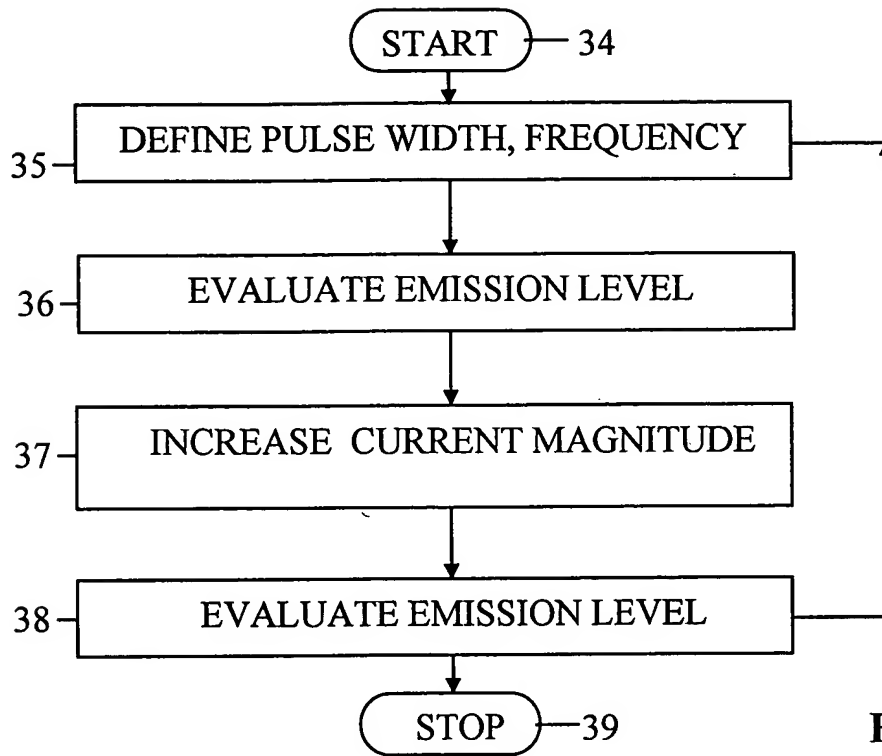 START 34
35 DEFINE PULSE WIDTH, FREQUENCY
36 EVALUATE EMISSION LEVEL
37 INCREASE CURRENT MAGNITUDE
38 EVALUATE EMISSION LEVEL
STOP 39